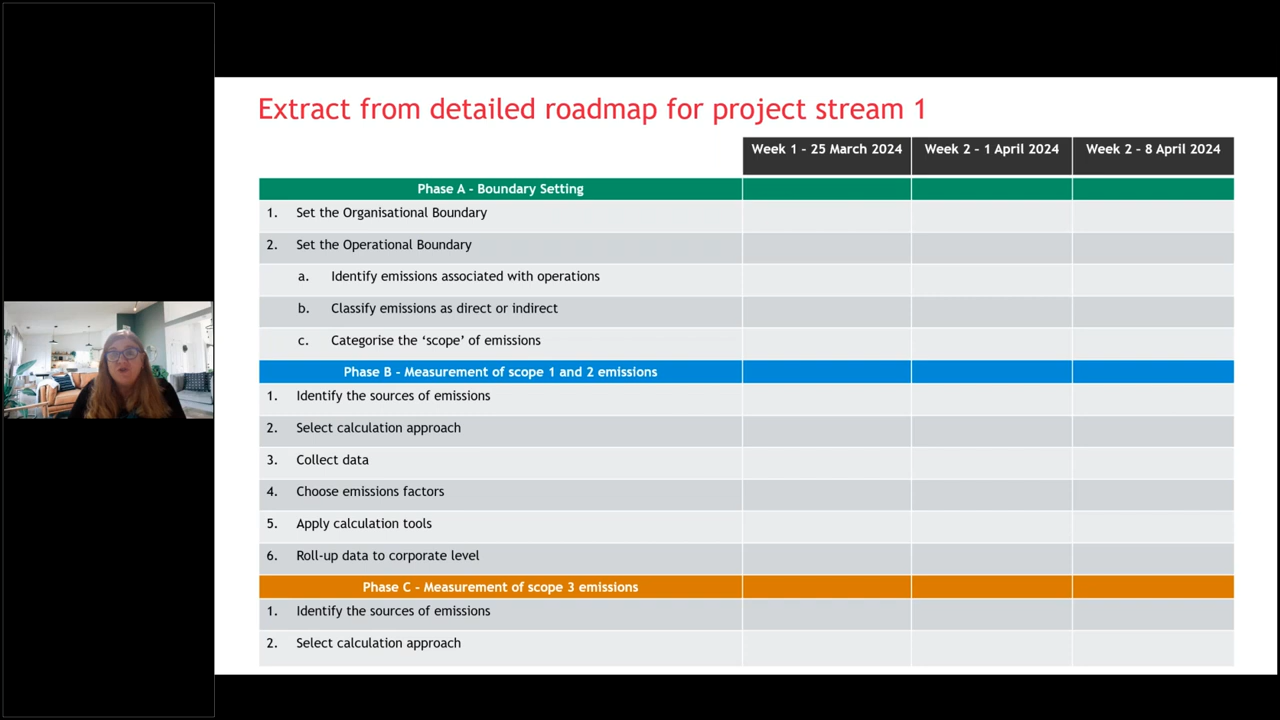 Extract from detailed roadmap for project stream 1
Week 1 – 25 March 2024
Week 2 – 1 April 2024
Week 2 – 8 April 2024
Phase A – Boundary Setting
1. Set the Organisational Boundary
2. Set the Operational Boundary
a. Identify emissions associated with operations
b. Classify emissions as direct or indirect
c. Categorise the ‘scope’ of emissions
Phase B – Measurement of scope 1 and 2 emissions
1. Identify the sources of emissions
2. Select calculation approach
3. Collect data
4. Choose emissions factors
5. Apply calculation tools
6. Roll-up data to corporate level
Phase C – Measurement of scope 3 emissions
1. Identify the sources of emissions
2. Select calculation approach